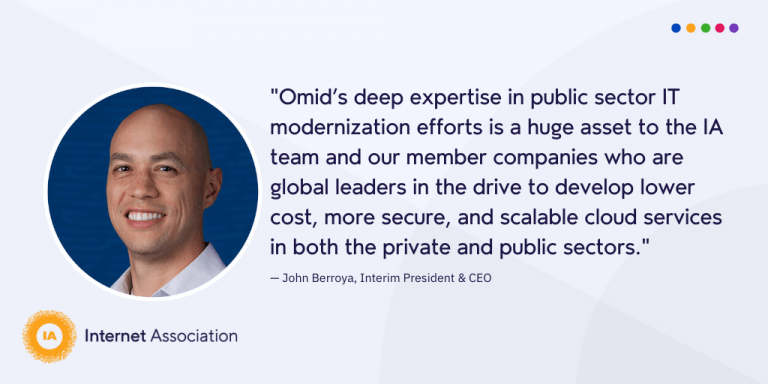 "Omid’s deep expertise in public sector IT
modernization efforts is a huge asset to the IA
team and our member companies who are
global leaders in the drive to develop lower
cost, more secure, and scalable cloud services
in both the private and public sectors."
— John Berroya, Interim President & CEO
IA Internet Association